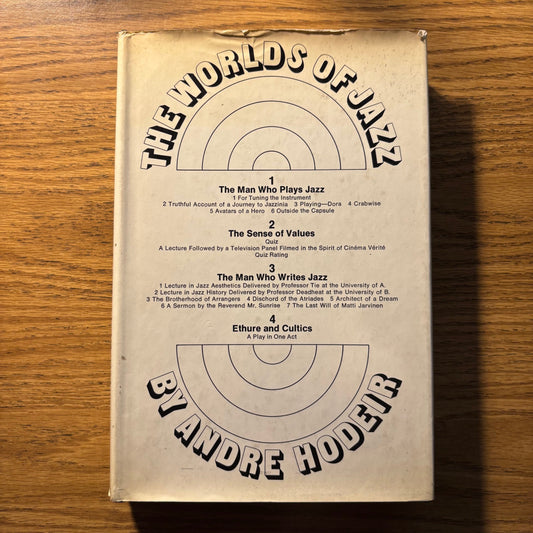 THE WORLDS OF JAZZ
1
The Man Who Plays Jazz
1 For Tuning the Instrument
2 Truthful Account of a Journey to Jazzinia 3 Playing—Dora 4 Crabwise
5 Avatars of a Hero 6 Outside the Capsule
2
The Sense of Values
Quiz
A Lecture Followed by a Television Panel Filmed in the Spirit of Cinéma Vérité
Quiz Rating
3
The Man Who Writes Jazz
1 Lecture in Jazz Aesthetics Delivered by Professor Tie at the University of A.
2 Lecture in Jazz History Delivered by Professor Deadheat at the University of B.
3 The Brotherhood of Arrangers 4 Dischord of the Atriades 5 Architect of a Dream
6 A Sermon by the Reverend Mr. Sunrise 7 The Last Will of Matti Jarvinen
4
Ethure and Cultics
A Play in One Act
BY ANDRE HODEIR